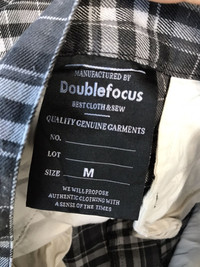 MANUFACTURED BY
Doublefocus
BEST CLOTH & SEW
QUALITY GENUINE GARMENTS
NO.
LOT
SIZE M
WE WILL PROPOSE
AUTHENTIC CLOTHING WITH
A SENSE OF THE TIMES